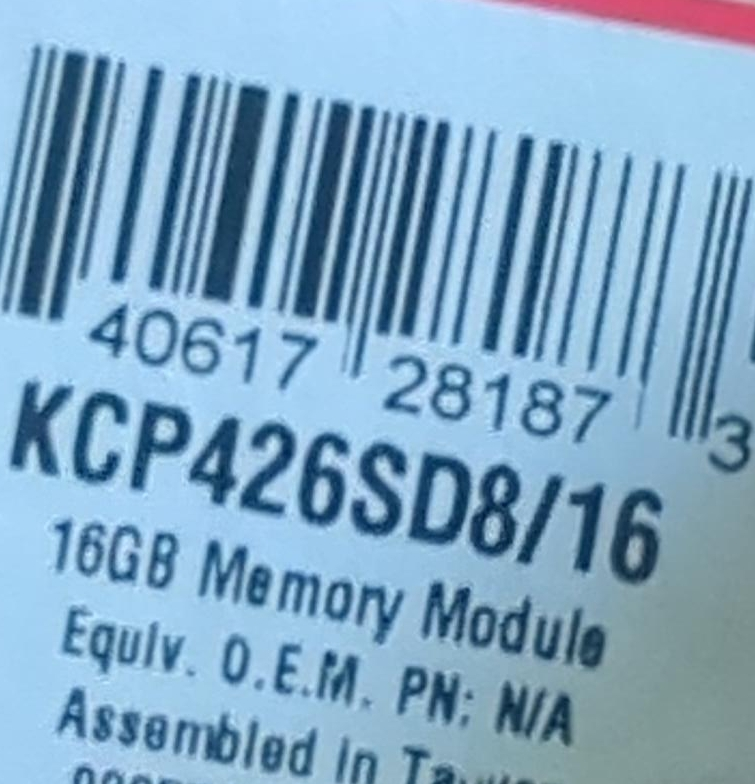 40617 28187 3
KCP426SD8/16
16GB Memory Module
Equiv. O.E.M. PN: N/A
Assembled in